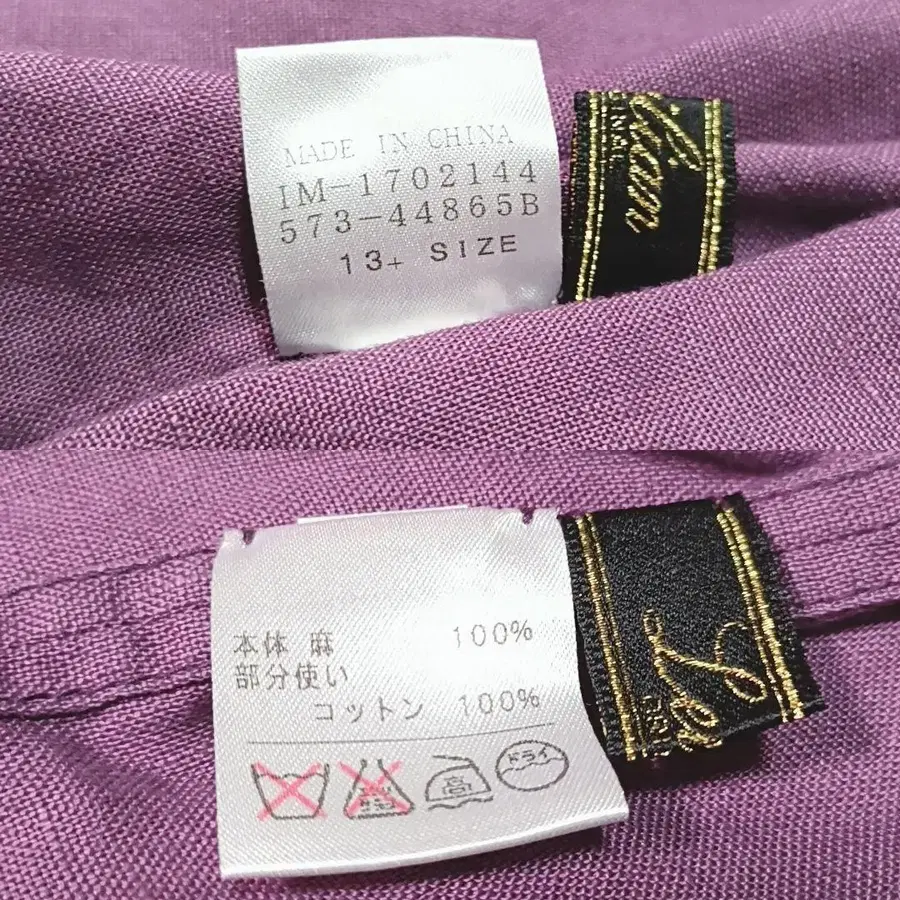 MADE IN CHINA
IM-1702144
573-44865B
13+ SIZE
本体 麻 100%
部分使い
コットン 100%
高
ドライ